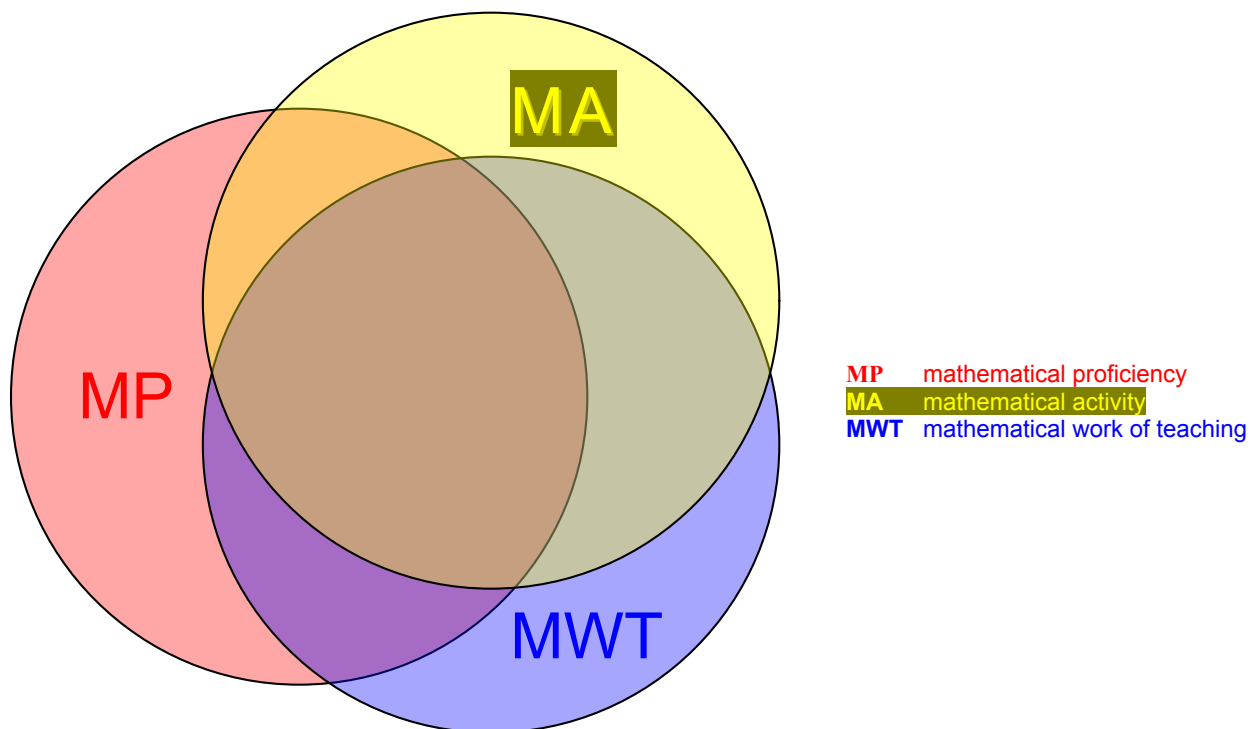 MA
MP
MWT
MP mathematical proficiency
MA mathematical activity
MWT mathematical work of teaching